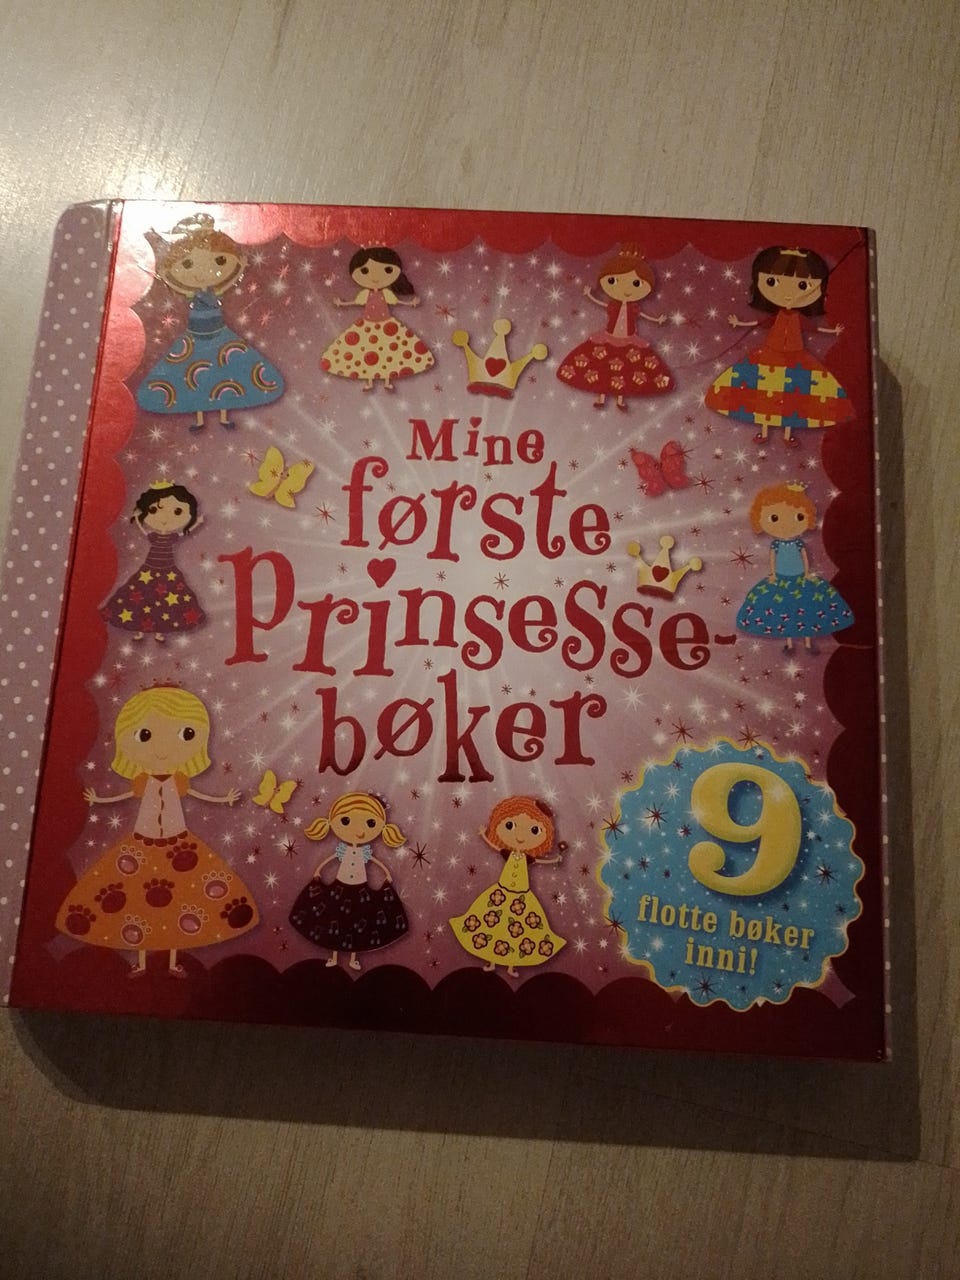 Mine
første
Prinsesse-
bøker
9
flotte bøker
inni!